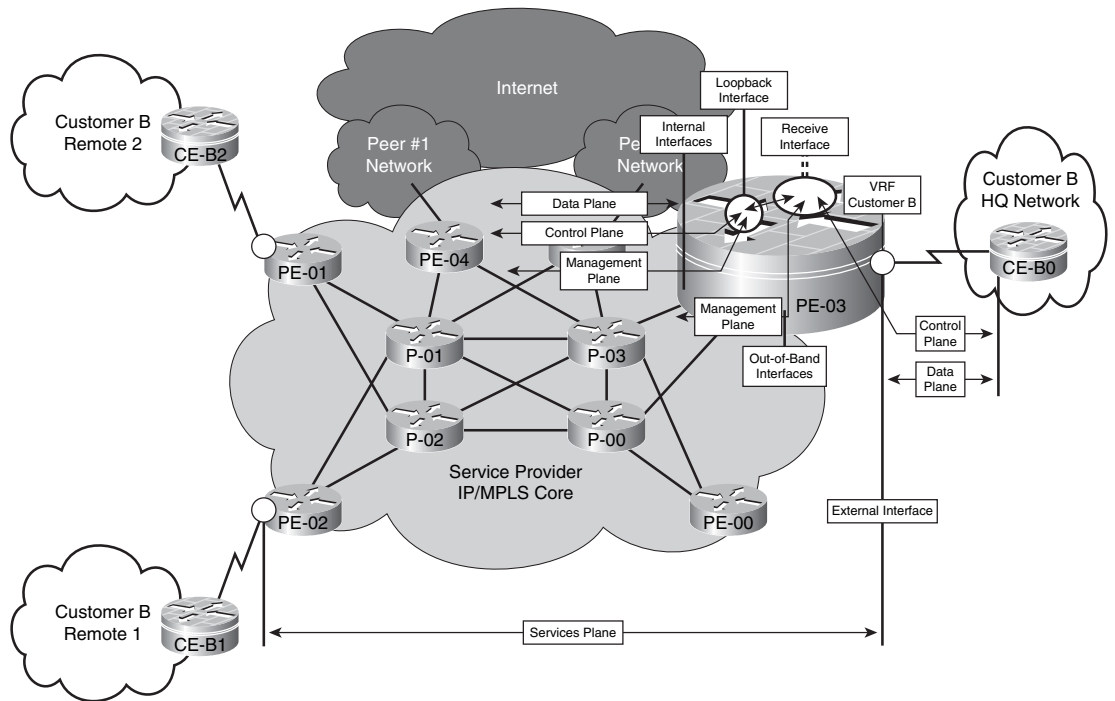 Internet
Loopback
Interface
Customer B
Remote 2
CE-B2
Peer #1
Network
Internal
Interfaces
Receive
Interface
Network
VRF
Customer B
Customer B
HQ Network
Data Plane
Control Plane
Management
Plane
PE-01
PE-04
CE-B0
PE-03
Management
Plane
Control
Plane
P-01
P-03
Out-of-Band
Interfaces
Data
Plane
P-02
P-00
Service Provider
IP/MPLS Core
PE-02
PE-00
External Interface
Customer B
Remote 1
CE-B1
Services Plane